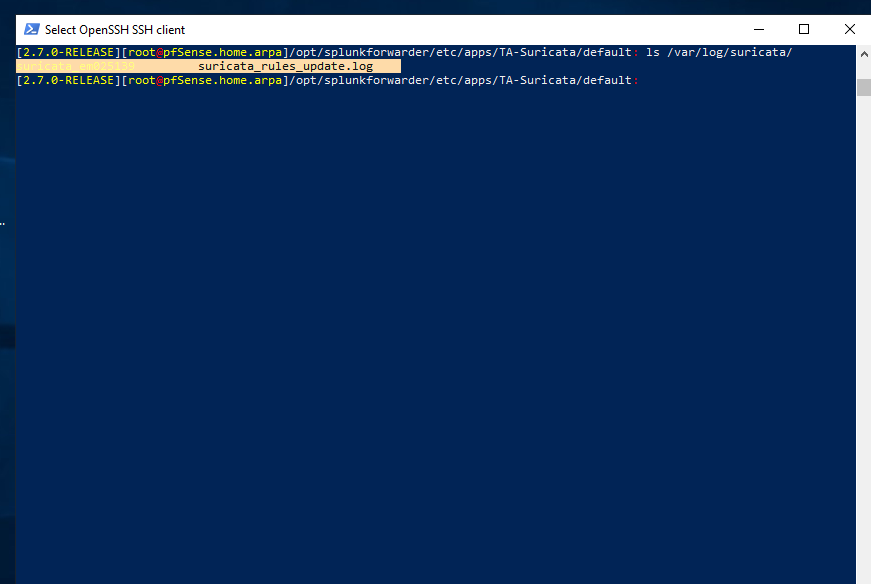 Select OpenSSH SSH client
[2.7.0-RELEASE][root@pfSense.home.arpa]/opt/splunkforwarder/etc/apps/TA-Suricata/default: ls /var/log/suricata/
suricata_rules_update.log
[2.7.0-RELEASE][root@pfSense.home.arpa]/opt/splunkforwarder/etc/apps/TA-Suricata/default: